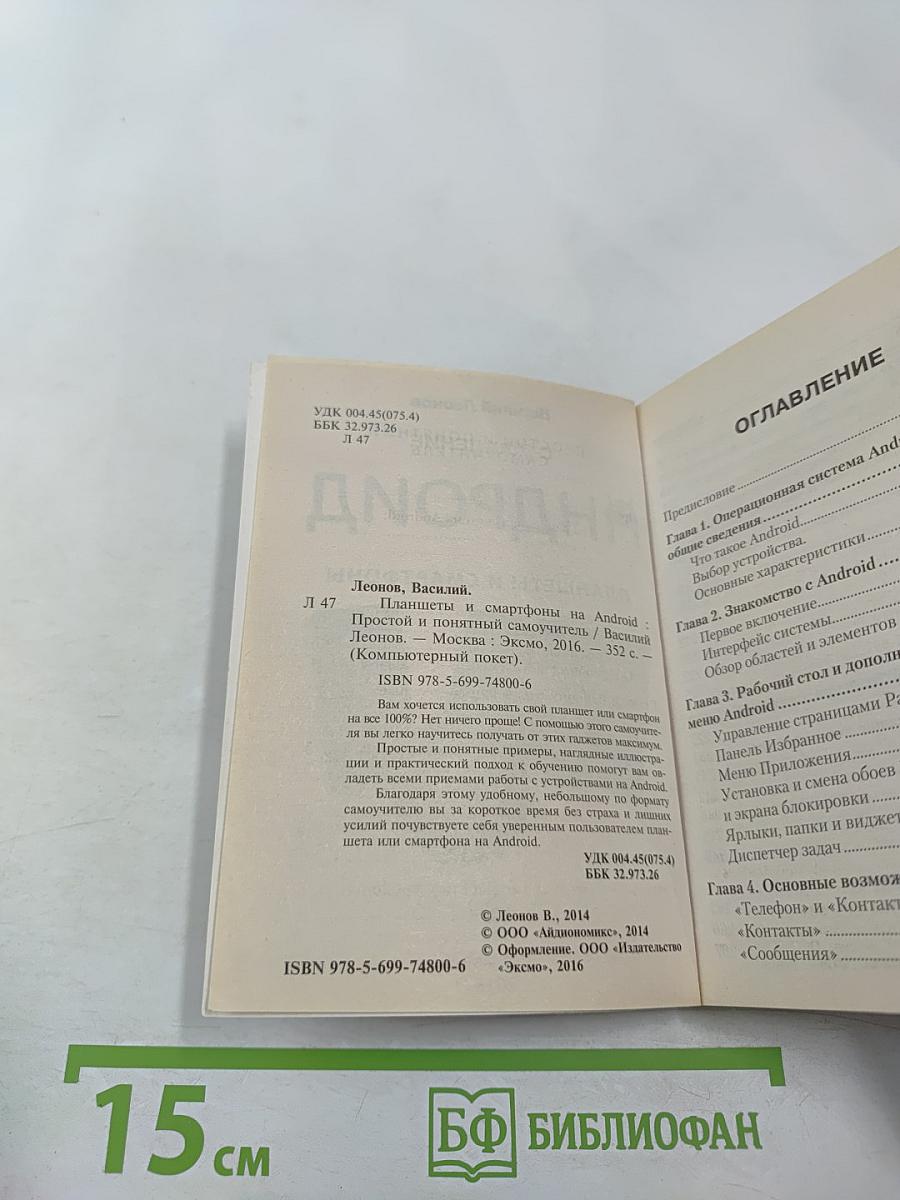 УДК 004.45(075.4)
ББК 32.973.26
Л 47
Леонов, Василий.
Л 47 Планшеты и смартфоны на Android :
Простой и понятный самоучитель / Василий
Леонов. — Москва : Эксмо, 2016. — 352 с. —
(Компьютерный покет).
ISBN 978-5-699-74800-6
Вам хочется использовать свой планшет или смартфон
на все 100%? Нет ничего проще! С помощью этого самоучите-
ля вы легко научитесь получать от этих гаджетов максимум.
Простые и понятные примеры, наглядные иллюстра-
ции и практический подход к обучению помогут вам ов-
ладеть всеми приемами работы с устройствами на Android.
Благодаря этому удобному, небольшому по формату
самоучителю вы за короткое время без страха и лишних
усилий почувствуете себя уверенным пользователем план-
шета или смартфона на Android.
УДК 004.45(075.4)
ББК 32.973.26
© Леонов В., 2014
© ООО «Айдиономикс», 2014
© Оформление. ООО «Издательство
«Эксмо», 2016
ISBN 978-5-699-74800-6
ОГЛАВЛЕНИЕ
Предисловие
Глава 1. Операционная система Andr
общие сведения
Что такое Android
Выбор устройства.
Основные характеристики
Глава 2. Знакомство с Android
Первое включение
Интерфейс системы
Обзор областей и элементов
Глава 3. Рабочий стол и дополн
меню Android
Управление страницами Ра
Панель Избранное
Меню Приложения
Установка и смена обоев
и экрана блокировки
Ярлыки, папки и виджет
Диспетчер задач
Глава 4. Основные возмож
«Телефон» и «Контакт
«Контакты»
«Сообщения»
15 см
БФ БИБЛИОФАН